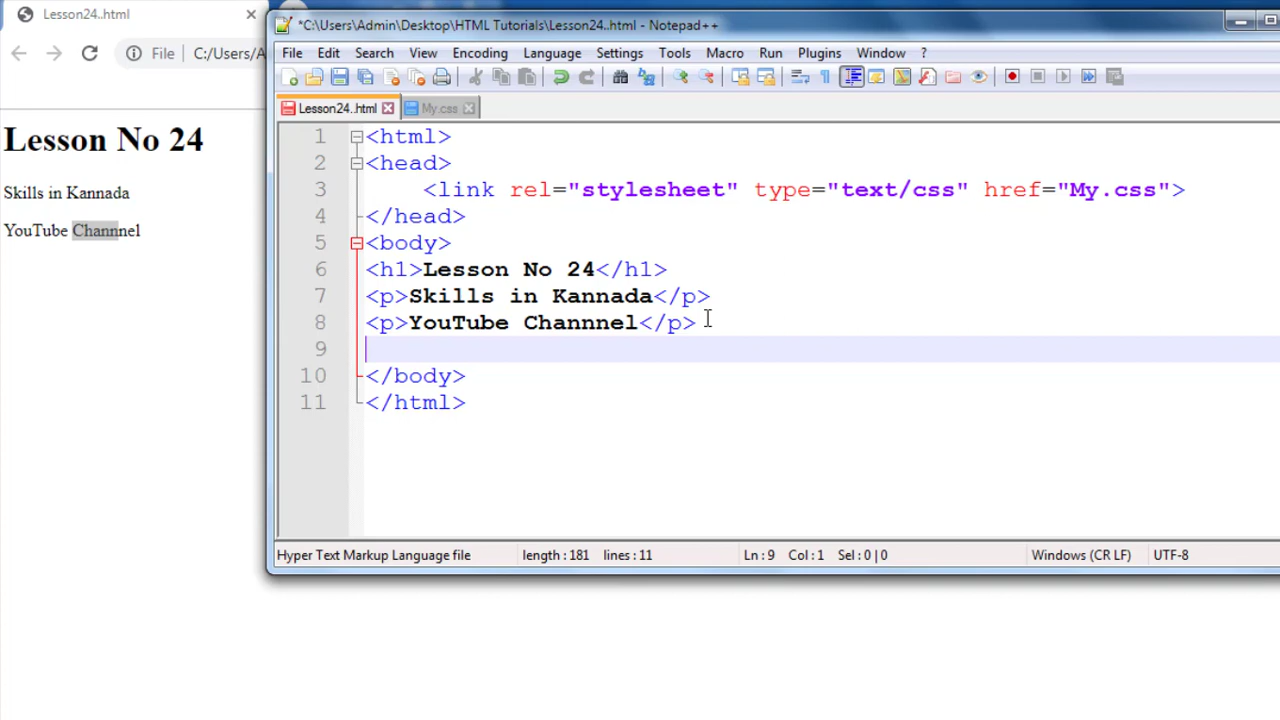 Lesson24..html
File
C:/Users/A
Lesson No 24
Skills in Kannada
YouTube Channnel
*C:\Users\Admin\Desktop\HTML Tutorials\Lesson24..html - Notepad++
File Edit Search View Encoding Language Settings Tools Macro Run Plugins Window ?
Lesson24..html My.css
1 <html>
2 <head>
3 <link rel="stylesheet" type="text/css" href="My.css">
4 </head>
5 <body>
6 <h1>Lesson No 24</h1>
7 <p>Skills in Kannada</p>
8 <p>YouTube Channnel</p>
9
10 </body>
11 </html>
Hyper Text Markup Language file length : 181 lines : 11 Ln : 9 Col : 1 Sel : 0 | 0 Windows (CR LF) UTF-8